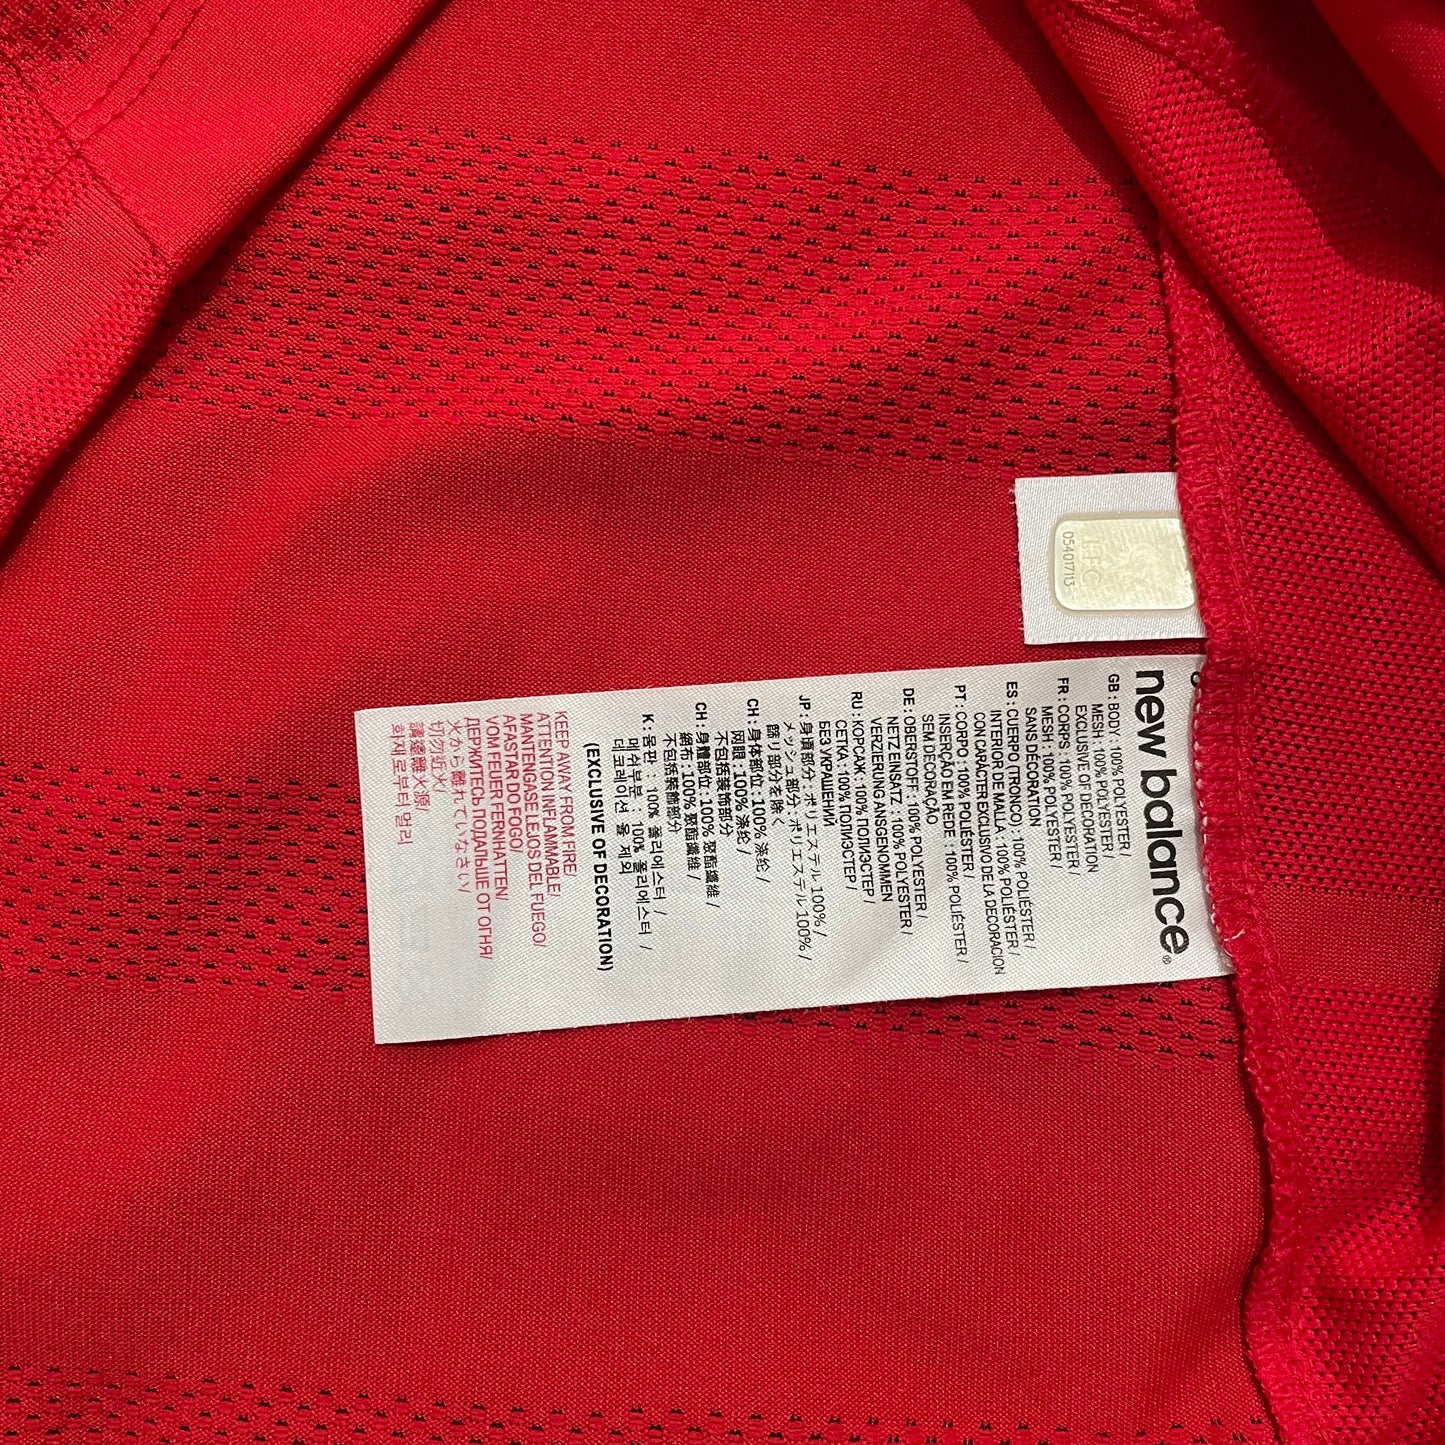 LFC
054017113
new balance®
GB : BODY : 100% POLYESTER /
MESH : 100% POLYESTER /
EXCLUSIVE OF DECORATION
FR : CORPS : 100% POLYESTER /
MESH : 100% POLYESTER /
SANS DÉCORATION
ES : CUERPO (TRONCO) : 100% POLIÉSTER /
INTERIOR DE MALLA : 100% POLIÉSTER /
CON CARÁCTER EXCLUSIVO DE LA DECORACION
PT : CORPO : 100% POLIÉSTER /
INSERÇÃO EM REDE : 100% POLIÉSTER /
SEM DECORAÇÃO
DE : OBERSTOFF : 100% POLYESTER /
NETZ EINSATZ : 100% POLYESTER /
VERZIERUNG ANSGENOMMEN
RU : КОРСАЖ : 100% ПОЛИЭСТЕР /
СЕТКА : 100% ПОЛИЭСТЕР /
БЕЗ УКРАШЕНИЙ
JP : 身頃部分 : ポリエステル 100% /
メッシュ部分 : ポリエステル 100% /
飾り部分を除く
CH : 身体部位 : 100% 涤纶 /
网眼 : 100% 涤纶 /
不包括装饰部分
CH : 身體部位 : 100% 聚酯纖維 /
網布 : 100% 聚酯纖維 /
不包括裝飾部分
K : 몸판 : 100% 폴리에스터 /
메쉬부분 : 100% 폴리에스터 /
데코레이션 을 제외
(EXCLUSIVE OF DECORATION)
KEEP AWAY FROM FIRE/
ATTENTION INFLAMMABLE/
MANTENGASE LEJOS DEL FUEGO/
AFASTAR DO FOGO/
VOM FEUER FERNHATTEN/
ДЕРЖИТЕСЬ ПОДАЛЬШЕ ОТ ОГНЯ/
火から離れていなさい/
切勿近火/
請遠離火源/
화재로부터 멀리